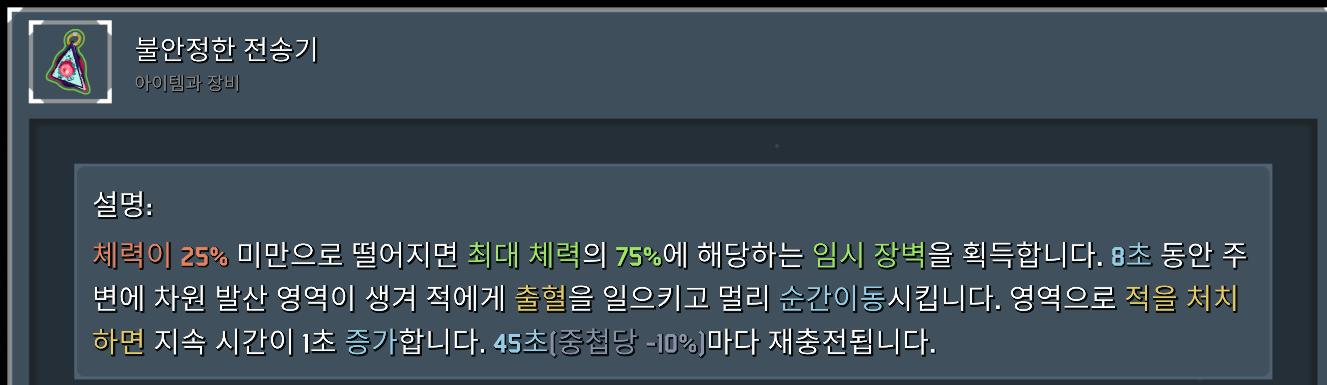 불안정한 전송기
아이템과 장비
설명:
체력이 25% 미만으로 떨어지면 최대 체력의 75%에 해당하는 임시 장벽을 획득합니다. 8초 동안 주
변에 차원 발산 영역이 생겨 적에게 출혈을 일으키고 멀리 순간이동시킵니다. 영역으로 적을 처치
하면 지속 시간이 1초 증가합니다. 45초(중첩당 -10%)마다 재충전됩니다.